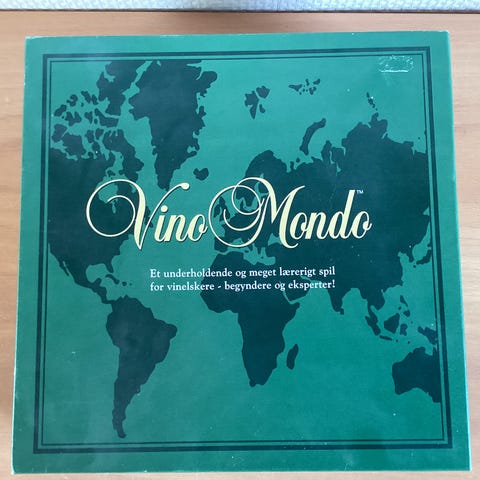 Vino Mondo™
Et underholdende og meget lærerigt spil
for vinelskere - begyndere og eksperter!